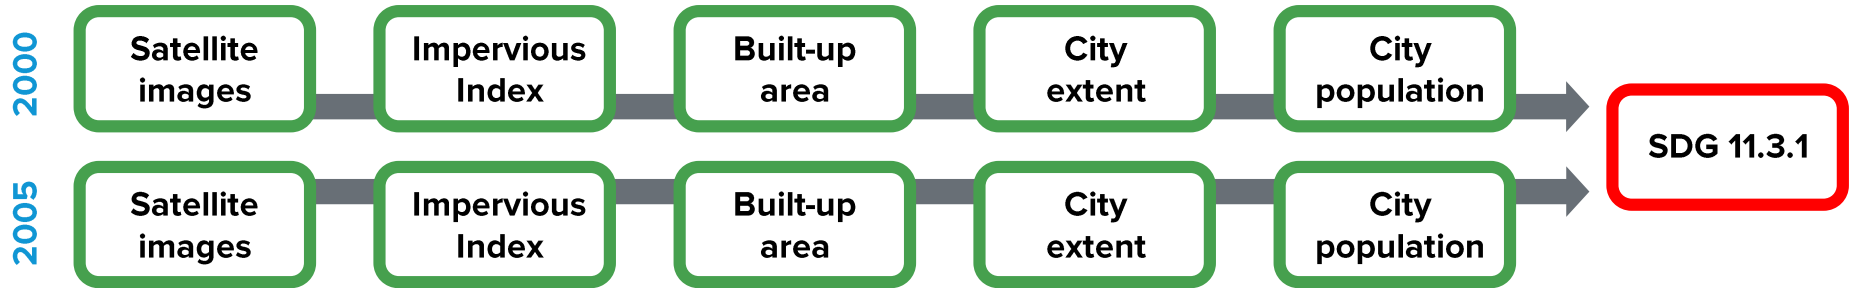 2000
Satellite
images
Impervious
Index
Built-up
area
City
extent
City
population
2005
Satellite
images
Impervious
Index
Built-up
area
City
extent
City
population
SDG 11.3.1